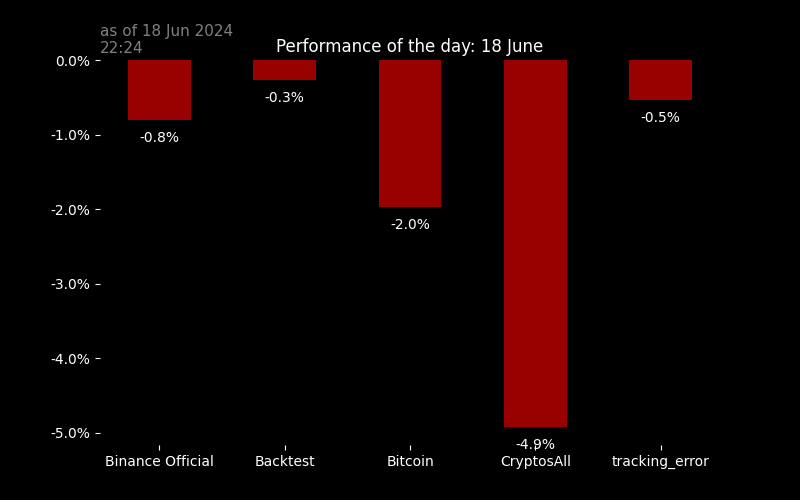 as of 18 Jun 2024
22:24
Performance of the day: 18 June
0.0%
-1.0%
-2.0%
-3.0%
-4.0%
-5.0%
-0.8%
-0.3%
-2.0%
-4.9%
-0.5%
Binance Official
Backtest
Bitcoin
CryptosAll
tracking_error